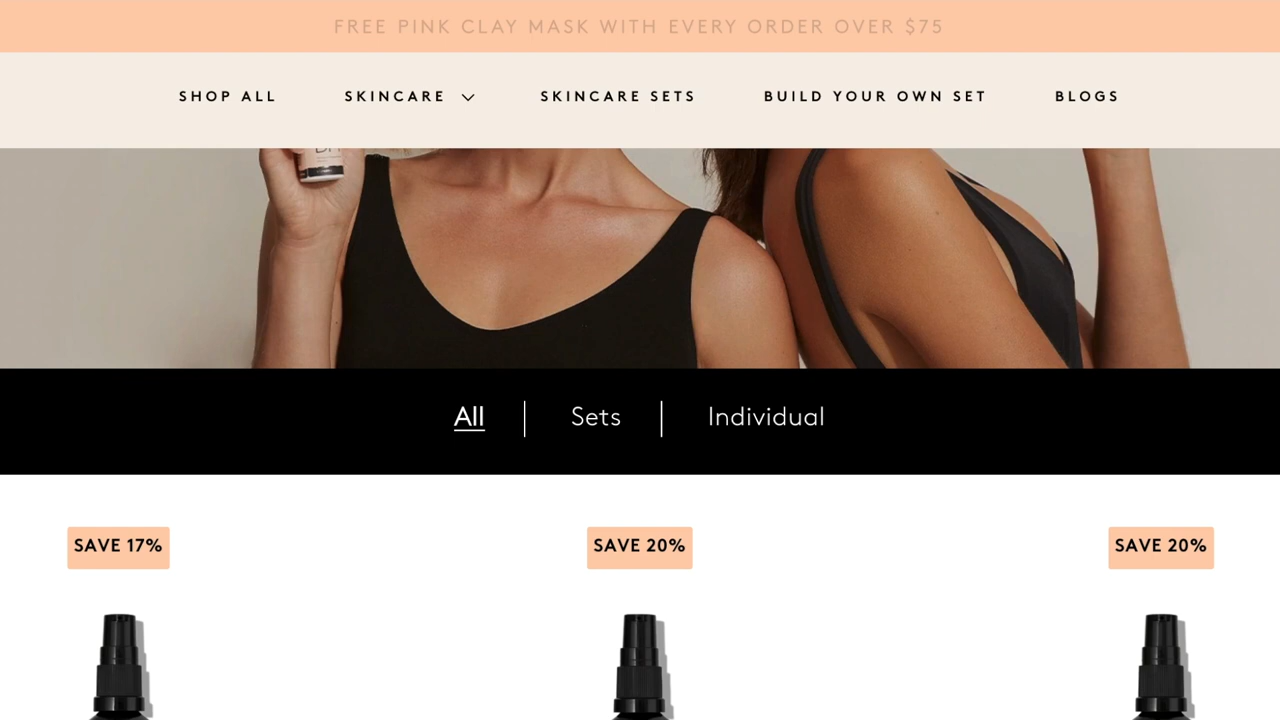 FREE PINK CLAY MASK WITH EVERY ORDER OVER $75
SHOP ALL SKINCARE SKINCARE SETS BUILD YOUR OWN SET BLOGS
All Sets Individual
SAVE 17% SAVE 20% SAVE 20%